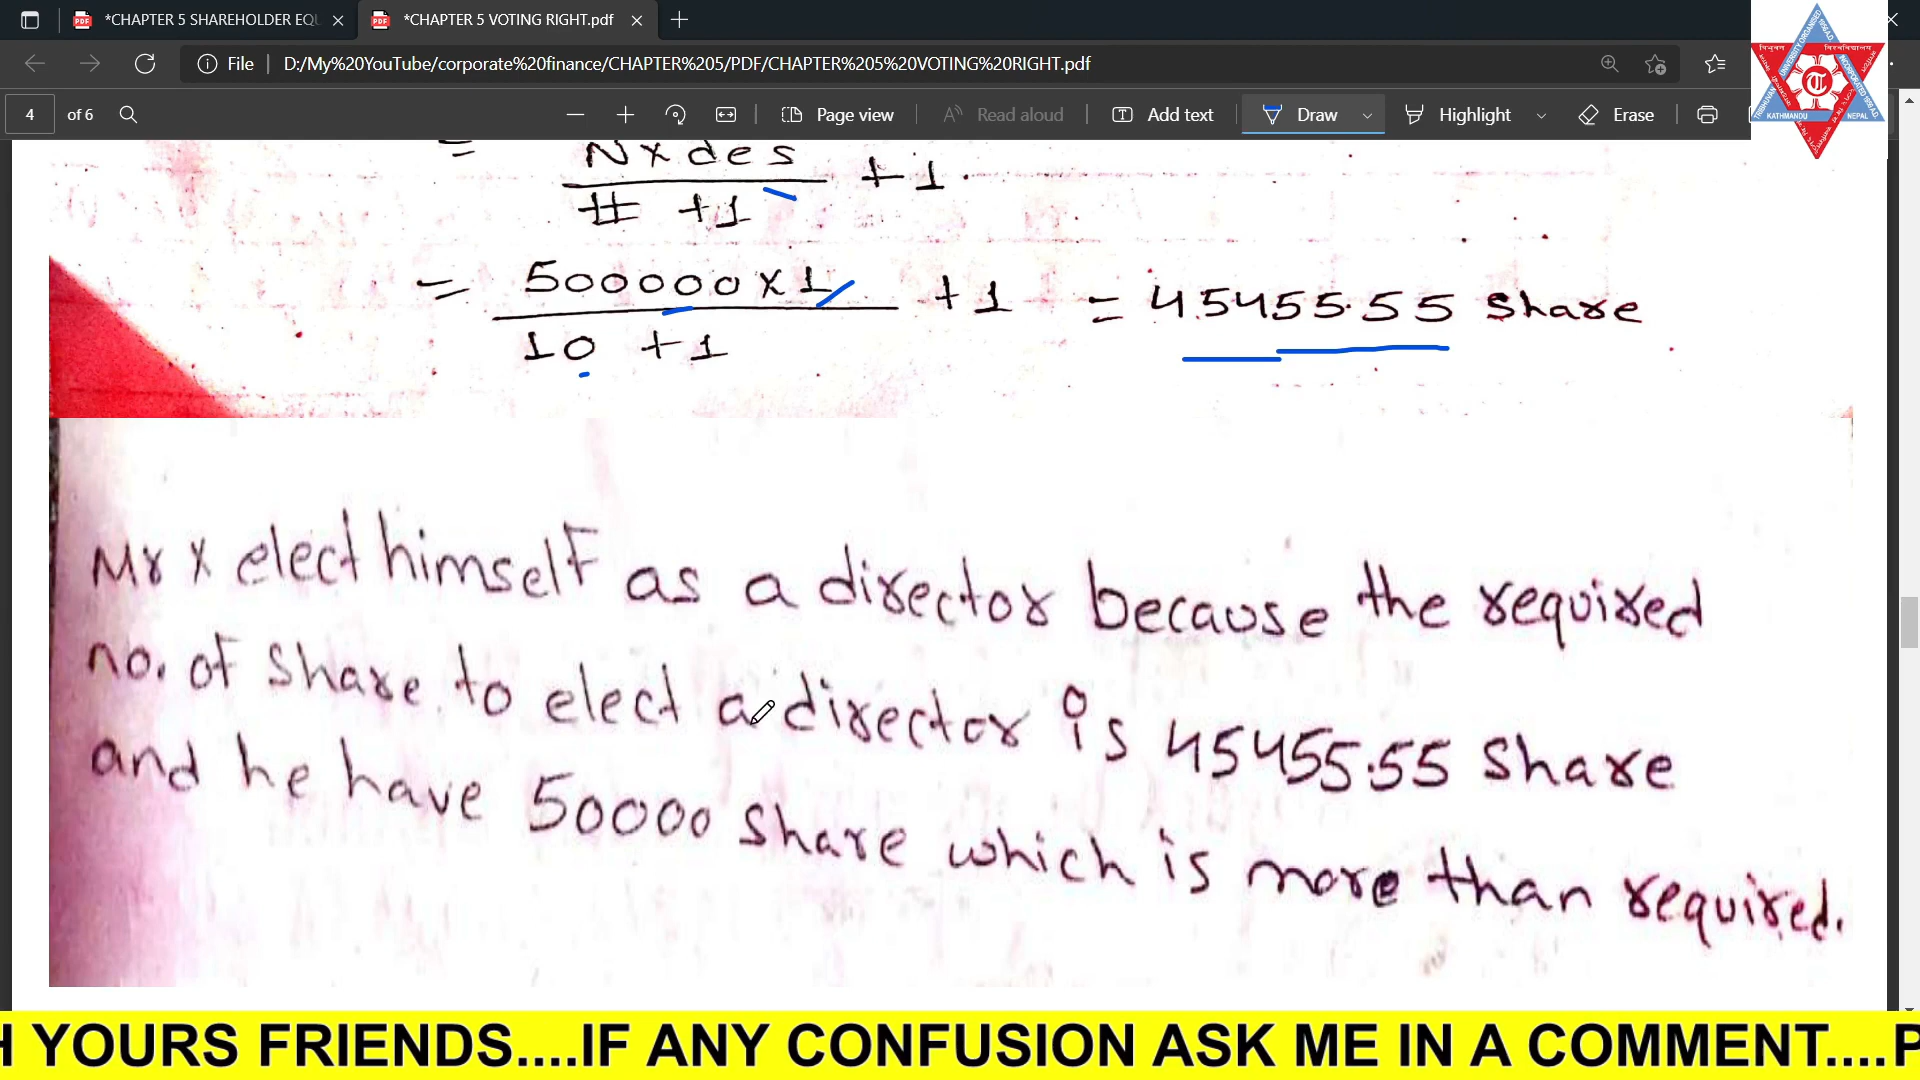 *CHAPTER 5 SHAREHOLDER EQU
*CHAPTER 5 VOTING RIGHT.pdf
File
D:/My%20YouTube/corporate%20finance/CHAPTER%205/PDF/CHAPTER%205%20VOTING%20RIGHT.pdf
4 of 6
Page view
Read aloud
Add text
Draw
Highlight
Erase
KATHMANDU NEPAL
= N x des / # +1 +1.
= 500000 x 1 / 10 +1 +1 = 45455.55 share
Mr X elect himself as a director because the required
no. of share to elect a director is 45455.55 share
and he have 50000 share which is more than required.
H YOURS FRIENDS....IF ANY CONFUSION ASK ME IN A COMMENT....P